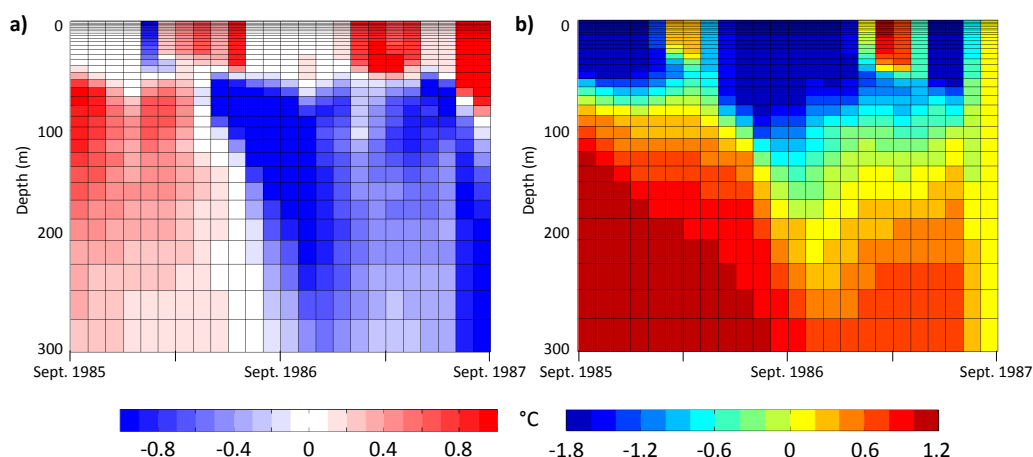 a)
0
100
200
300
Depth (m)
Sept. 1985
Sept. 1986
Sept. 1987
-0.8
-0.4
0
0.4
0.8
°C
b)
0
100
200
300
Depth (m)
Sept. 1985
Sept. 1986
Sept. 1987
-1.8
-1.2
-0.6
0
0.6
1.2